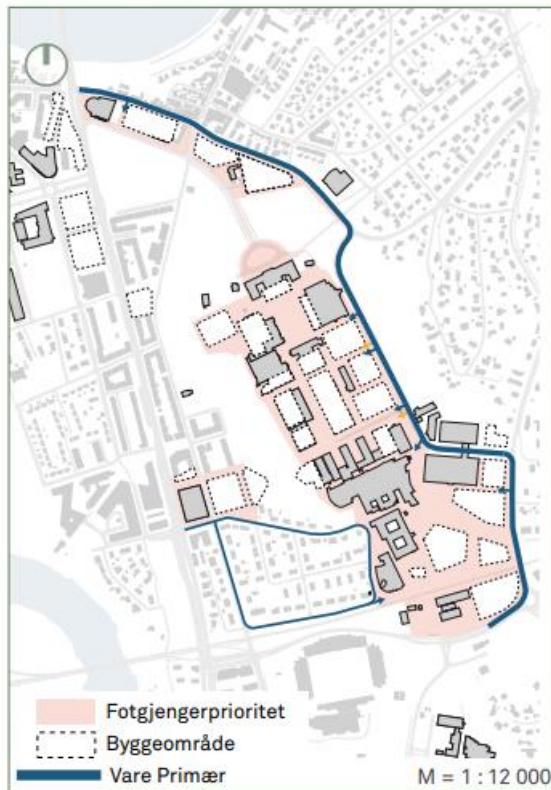 Fotgjengerprioritet
Byggeområde
Vare Primær
M = 1 : 12 000